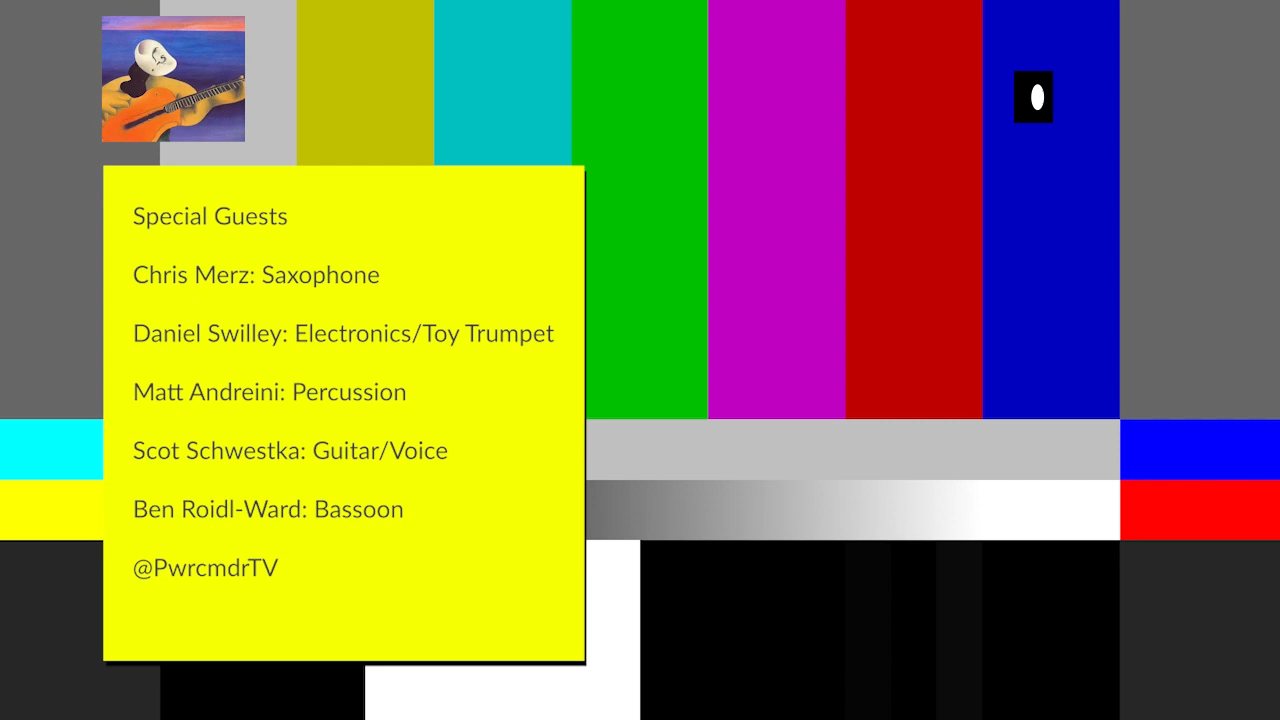 Special Guests
Chris Merz: Saxophone
Daniel Swilley: Electronics/Toy Trumpet
Matt Andreini: Percussion
Scot Schwestka: Guitar/Voice
Ben Roidl-Ward: Bassoon
@PwrcmdrTV